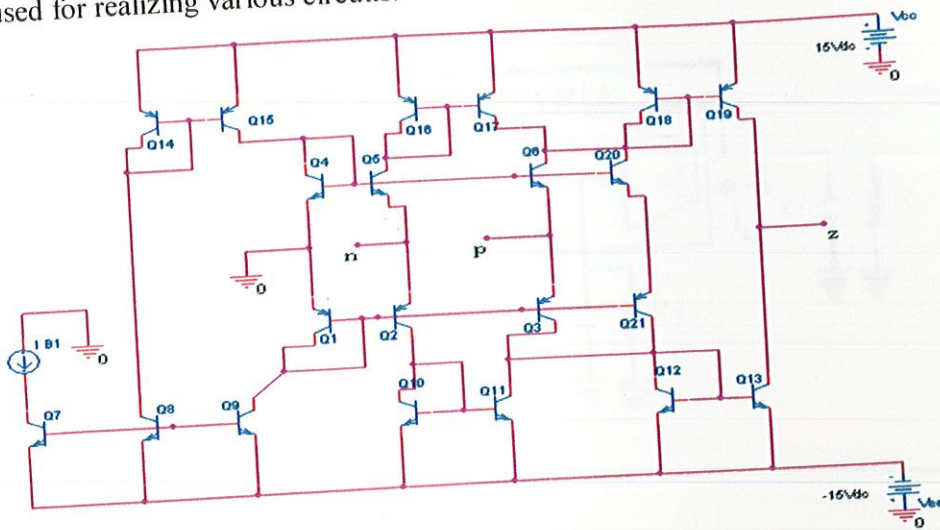 used for realizing various circuits.
Vcc
15Vdc
0
Q14
Q15
Q16
Q17
Q18
Q19
Q4
Q5
Q6
Q20
0
n
p
z
Q1
Q2
Q3
Q21
I B1
0
Q10
Q11
Q12
Q13
Q7
Q8
Q9
-15Vdc
Vee
0